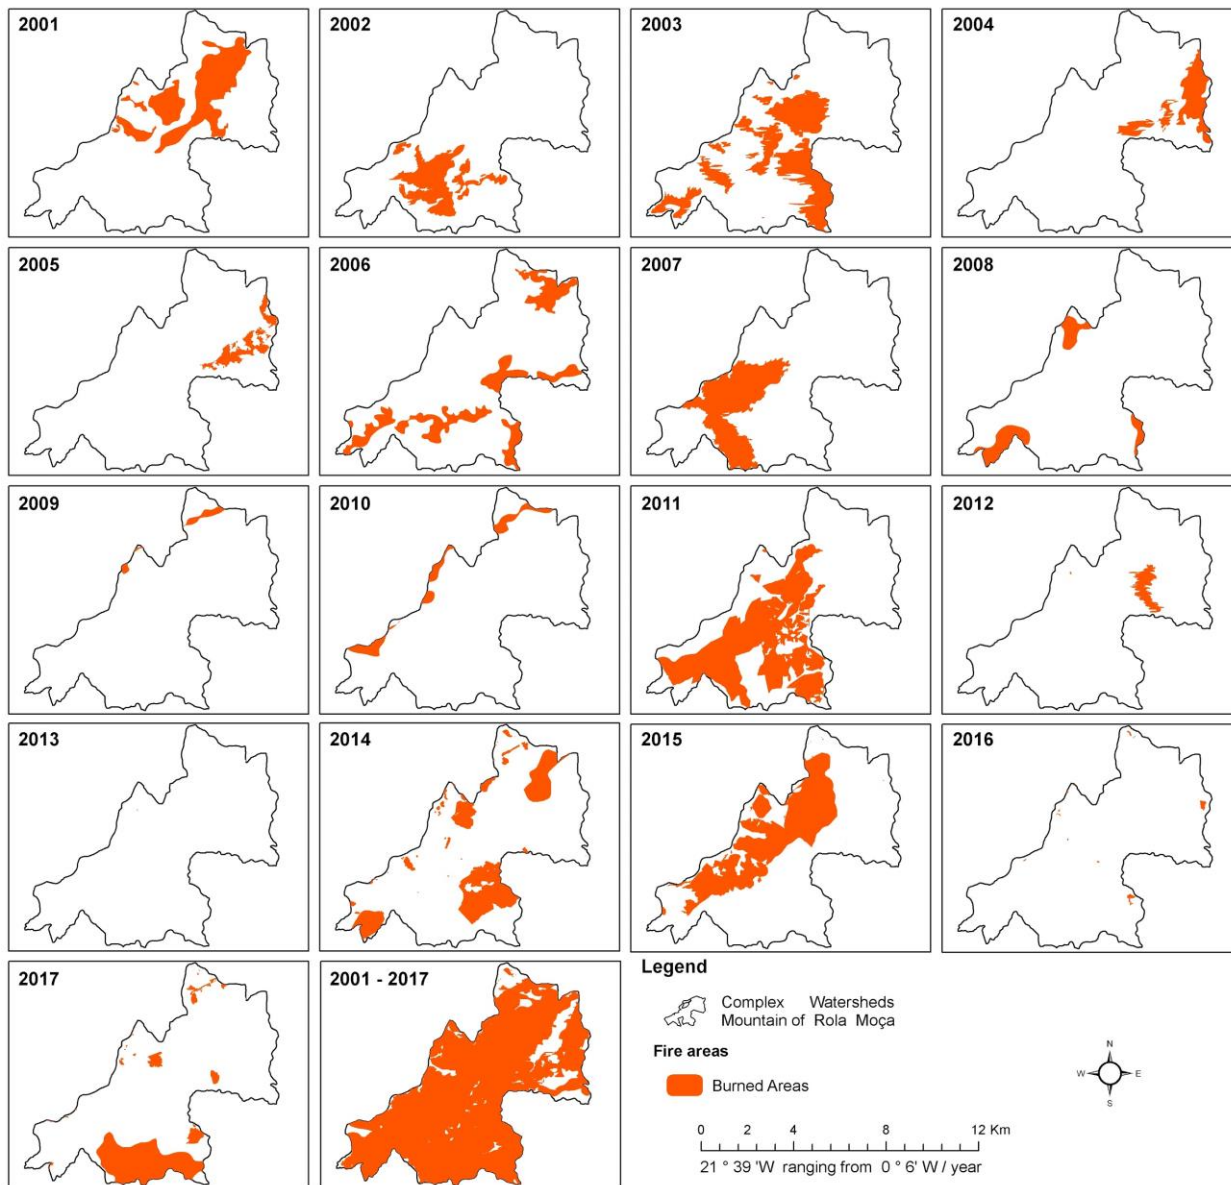 2001
2002
2003
2004
2005
2006
2007
2008
2009
2010
2011
2012
2013
2014
2015
2016
2017
2001 - 2017
Legend
Complex Watersheds
Mountain of Rola Moça
Fire areas
Burned Areas
N
W E
S
0 2 4 8 12 Km
21 ° 39 'W ranging from 0 ° 6' W / year